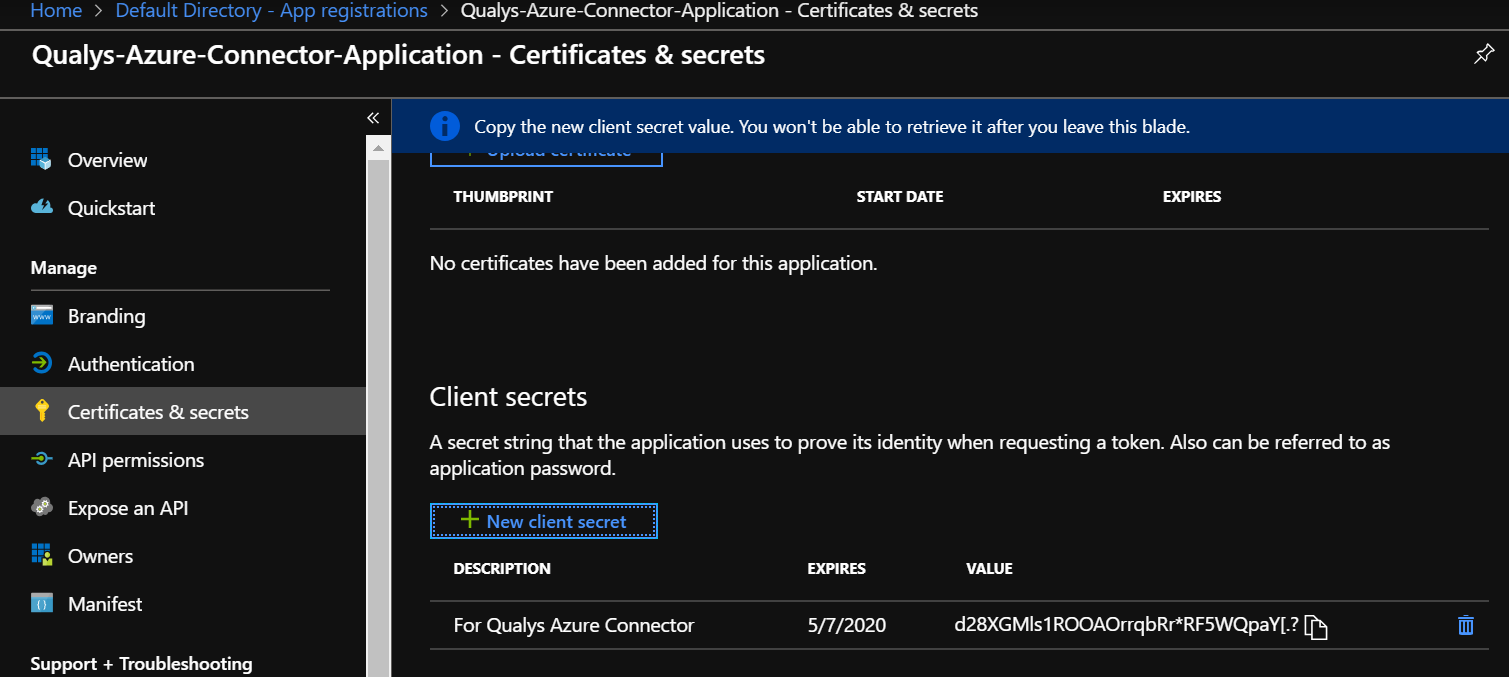 Home > Default Directory - App registrations > Qualys-Azure-Connector-Application - Certificates & secrets
Qualys-Azure-Connector-Application - Certificates & secrets
«
Copy the new client secret value. You won't be able to retrieve it after you leave this blade.
Overview
Quickstart
Manage
Branding
Authentication
Certificates & secrets
API permissions
Expose an API
Owners
Manifest
Support + Troubleshooting
Upload certificate
THUMBPRINT START DATE EXPIRES
No certificates have been added for this application.
Client secrets
A secret string that the application uses to prove its identity when requesting a token. Also can be referred to as
application password.
+ New client secret
DESCRIPTION EXPIRES VALUE
For Qualys Azure Connector 5/7/2020 d28XGMls1ROOAOrrqbRr*RF5WQpaY[.?